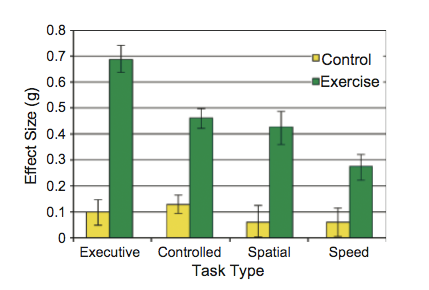 0.8
0.7
0.6
0.5
0.4
0.3
0.2
0.1
0
Effect Size (g)
Control
Exercise
Executive Controlled Spatial Speed
Task Type